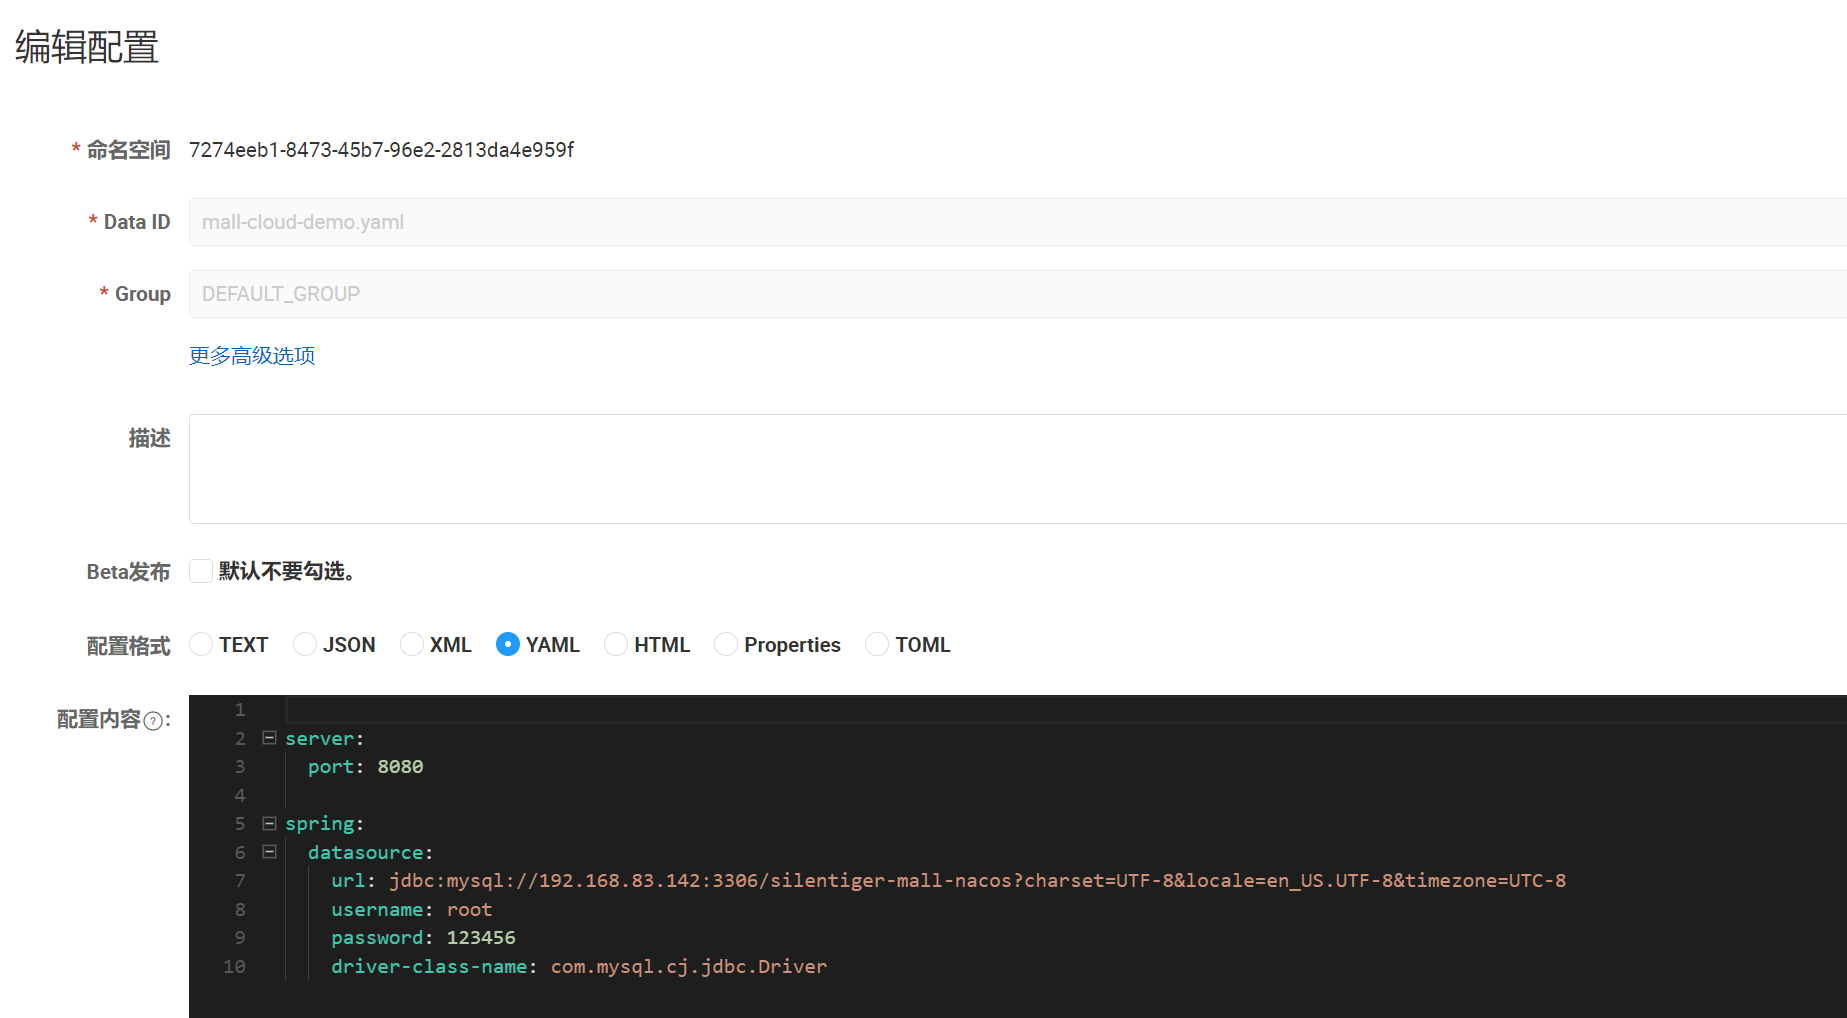 编辑配置
* 命名空间 7274eeb1-8473-45b7-96e2-2813da4e959f
* Data ID mall-cloud-demo.yaml
* Group DEFAULT_GROUP
更多高级选项
描述
Beta发布 默认不要勾选。
配置格式 TEXT JSON XML YAML HTML Properties TOML
配置内容?:
1
2 server:
3 port: 8080
4
5 spring:
6 datasource:
7 url: jdbc:mysql://192.168.83.142:3306/silentiger-mall-nacos?charset=UTF-8&locale=en_US.UTF-8&timezone=UTC-8
8 username: root
9 password: 123456
10 driver-class-name: com.mysql.cj.jdbc.Driver